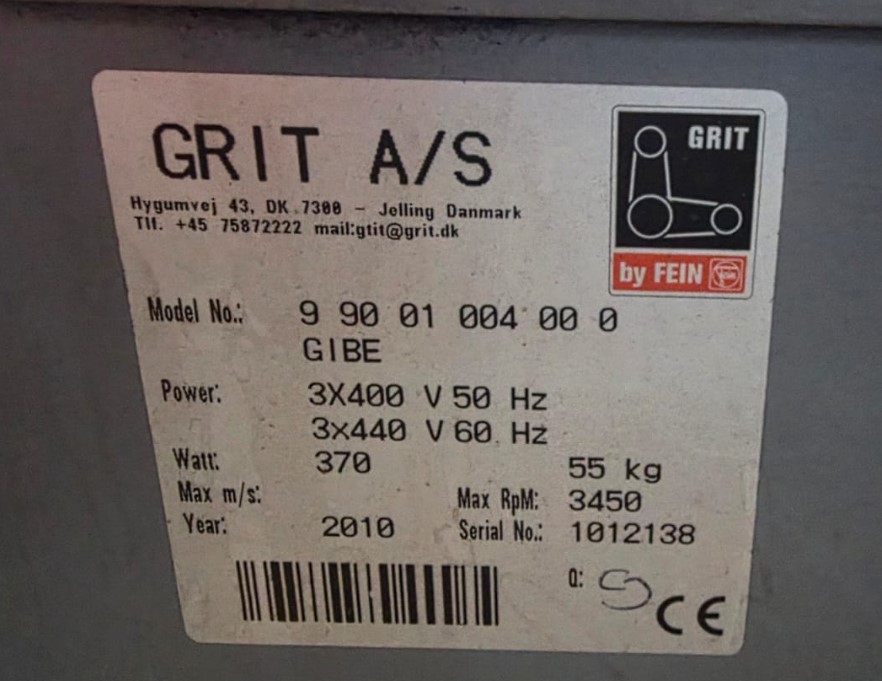 GRIT A/S
GRIT
by FEIN
Hygumvej 43, DK 7300 - Jelling Danmark
Tlf. +45 75872222 mail:gtit@grit.dk
Model No.: 9 90 01 004 00 0
GIBE
Power: 3X400 V 50 Hz
3x440 V 60 Hz
Watt: 370 55 kg
Max m/s: Max RpM: 3450
Year: 2010 Serial No.: 1012138
Q:
CE